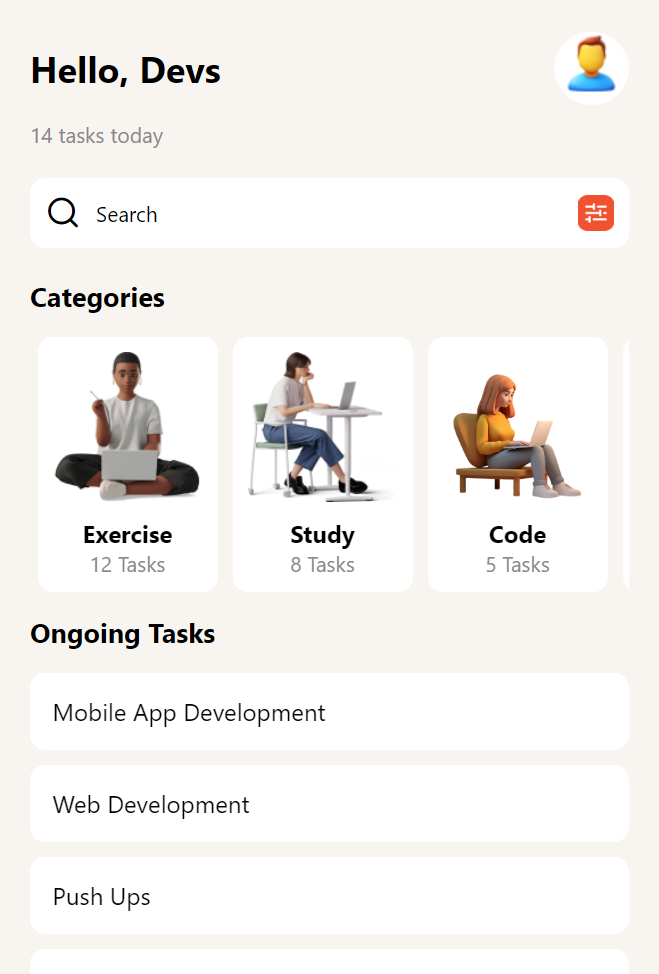 Hello, Devs
14 tasks today
Search
Categories
Exercise
12 Tasks
Study
8 Tasks
Code
5 Tasks
Ongoing Tasks
Mobile App Development
Web Development
Push Ups